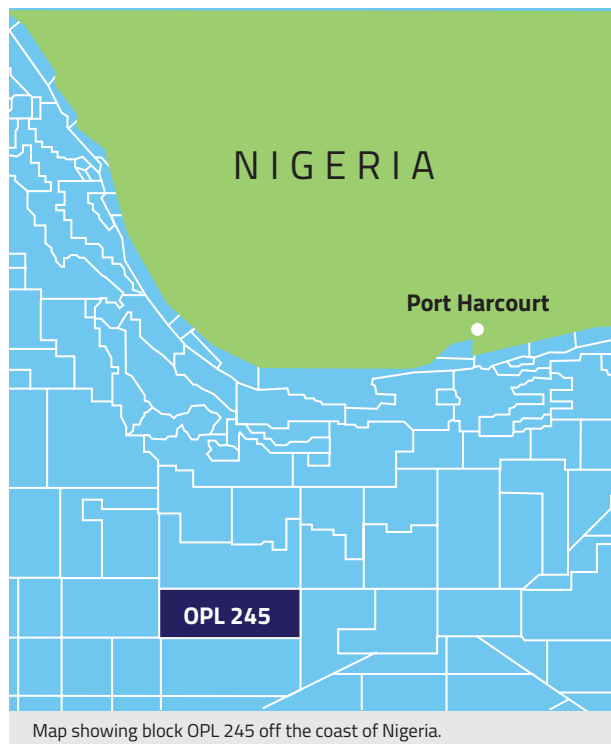 NIGERIA
Port Harcourt
OPL 245
Map showing block OPL 245 off the coast of Nigeria.